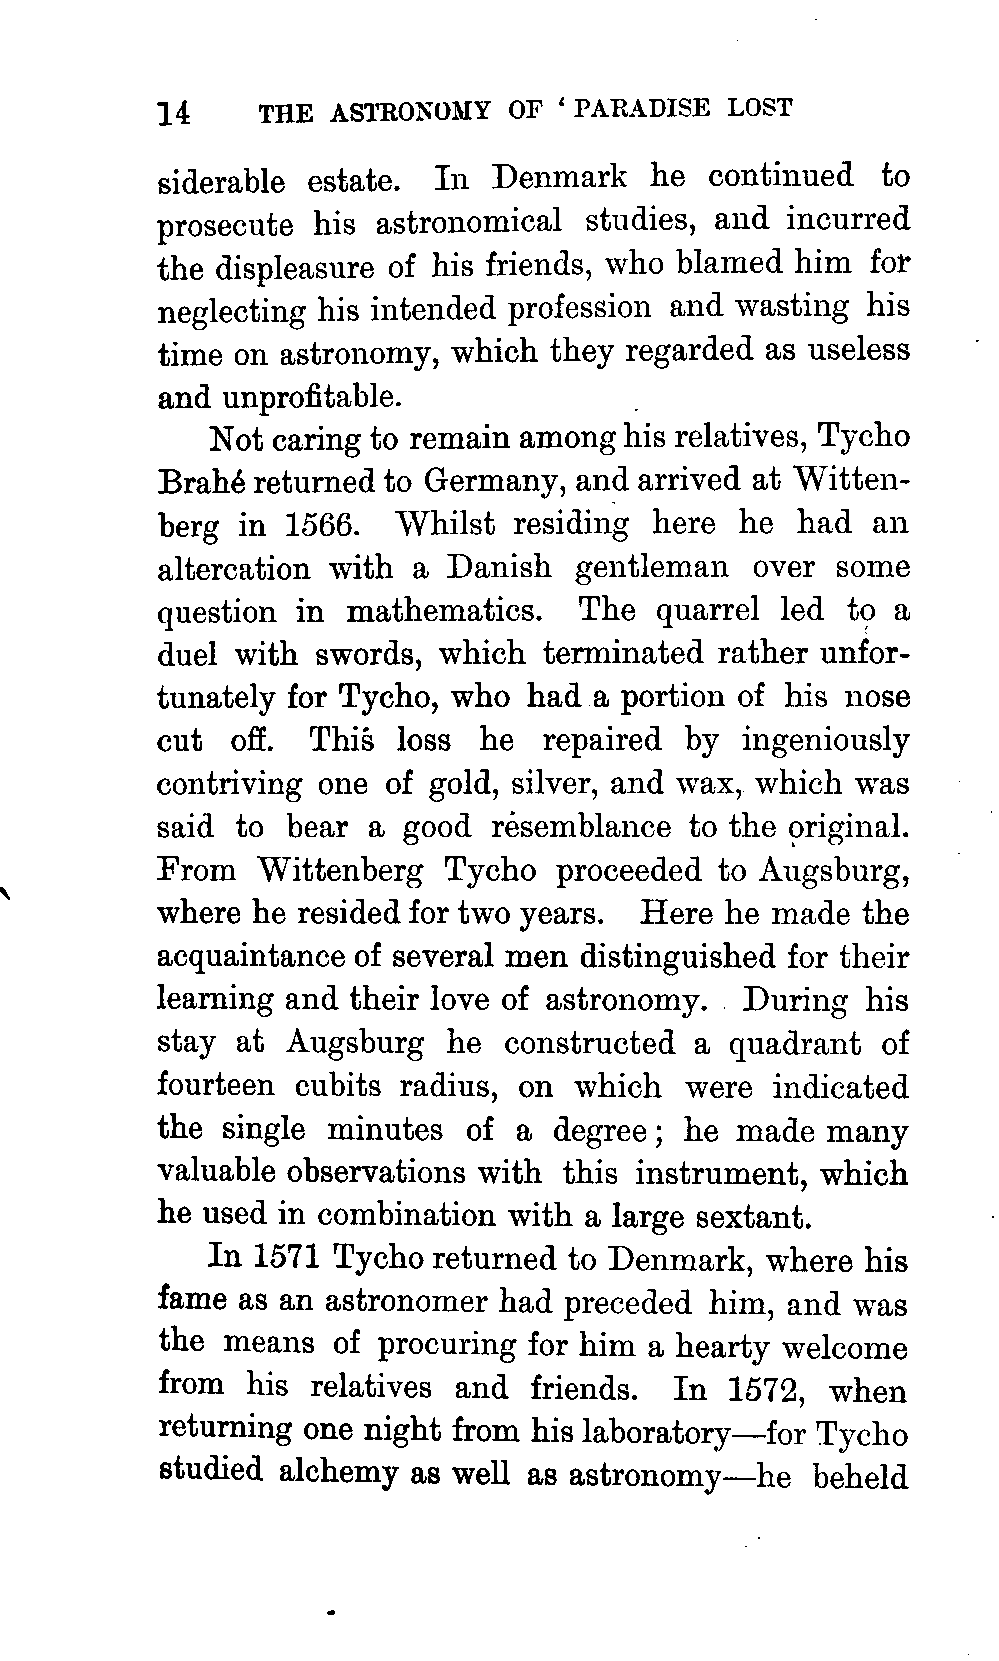 14 THE ASTRONOMY OF ‘ PARADISE LOST
siderable estate. In Denmark he continued to
prosecute his astronomical studies, and incurred
the displeasure of his friends, who blamed him for
neglecting his intended profession and wasting his
time on astronomy, which they regarded as useless
and unprofitable.
Not caring to remain among his relatives, Tycho
Brahé returned to Germany, and arrived at Witten-
berg in 1566. Whilst residing here he had an
altercation with a Danish gentleman over some
question in mathematics. The quarrel led to a
duel with swords, which terminated rather unfor-
tunately for Tycho, who had a portion of his nose
cut off. This loss he repaired by ingeniously
contriving one of gold, silver, and wax, which was
said to bear a good resemblance to the original.
From Wittenberg Tycho proceeded to Augsburg,
where he resided for two years. Here he made the
acquaintance of several men distinguished for their
learning and their love of astronomy. During his
stay at Augsburg he constructed a quadrant of
fourteen cubits radius, on which were indicated
the single minutes of a degree; he made many
valuable observations with this instrument, which
he used in combination with a large sextant.
In 1571 Tycho returned to Denmark, where his
fame as an astronomer had preceded him, and was
the means of procuring for him a hearty welcome
from his relatives and friends. In 1572, when
returning one night from his laboratory—for Tycho
studied alchemy as well as astronomy—he beheld